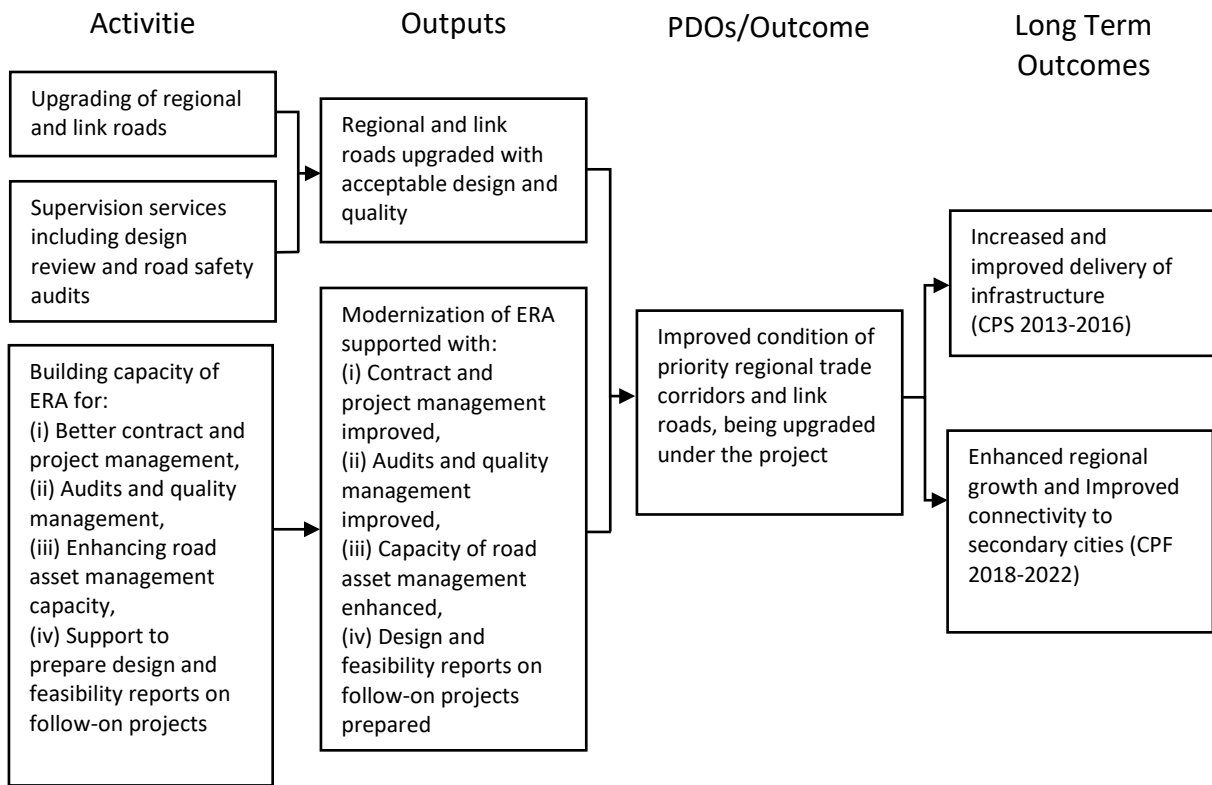 Activitie
Outputs
PDOs/Outcome
Long Term
Outcomes
Upgrading of regional
and link roads
Supervision services
including design
review and road safety
audits
Building capacity of
ERA for:
(i) Better contract and
project management,
(ii) Audits and quality
management,
(iii) Enhancing road
asset management
capacity,
(iv) Support to
prepare design and
feasibility reports on
follow-on projects
Regional and link
roads upgraded with
acceptable design and
quality
Modernization of ERA
supported with:
(i) Contract and
project management
improved,
(ii) Audits and quality
management
improved,
(iii) Capacity of road
asset management
enhanced,
(iv) Design and
feasibility reports on
follow-on projects
prepared
Improved condition of
priority regional trade
corridors and link
roads, being upgraded
under the project
Increased and
improved delivery of
infrastructure
(CPS 2013-2016)
Enhanced regional
growth and Improved
connectivity to
secondary cities (CPF
2018-2022)